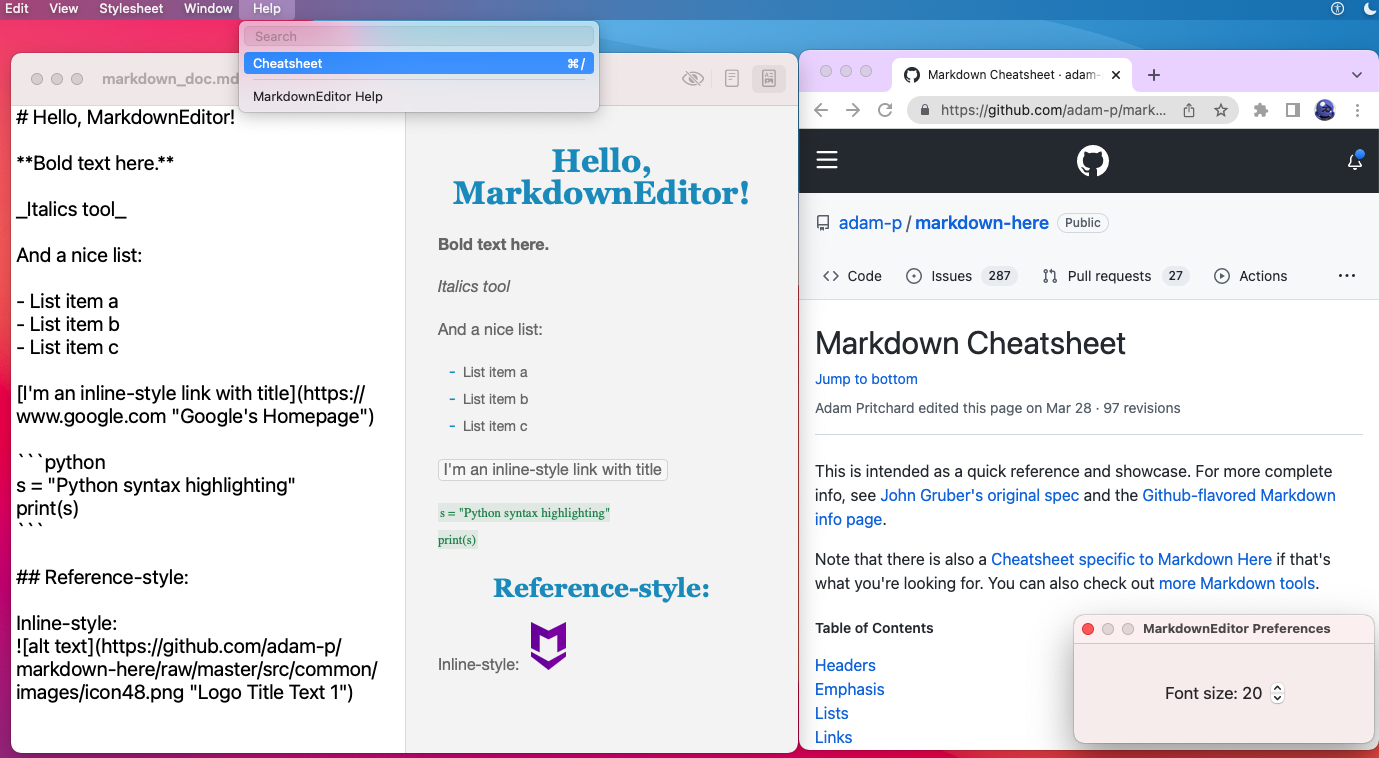 Edit View Stylesheet Window Help
Search
Cheatsheet ⌘/
MarkdownEditor Help
markdown_doc.md
# Hello, MarkdownEditor!
**Bold text here.**
_Italics tool_
And a nice list:
- List item a
- List item b
- List item c
[I'm an inline-style link with title](https://
www.google.com "Google's Homepage")
```python
s = "Python syntax highlighting"
print(s)
```
## Reference-style:
Inline-style:
![alt text](https://github.com/adam-p/
markdown-here/raw/master/src/common/
images/icon48.png "Logo Title Text 1")
Hello,
MarkdownEditor!
Bold text here.
Italics tool
And a nice list:
- List item a
- List item b
- List item c
I'm an inline-style link with title
s = "Python syntax highlighting"
print(s)
Reference-style:
Inline-style:
Markdown Cheatsheet · adam-
https://github.com/adam-p/mark...
adam-p / markdown-here Public
Code Issues 287 Pull requests 27 Actions ...
Markdown Cheatsheet
Jump to bottom
Adam Pritchard edited this page on Mar 28 · 97 revisions
This is intended as a quick reference and showcase. For more complete
info, see John Gruber's original spec and the Github-flavored Markdown
info page.
Note that there is also a Cheatsheet specific to Markdown Here if that's
what you're looking for. You can also check out more Markdown tools.
Table of Contents
Headers
Emphasis
Lists
Links
MarkdownEditor Preferences
Font size: 20